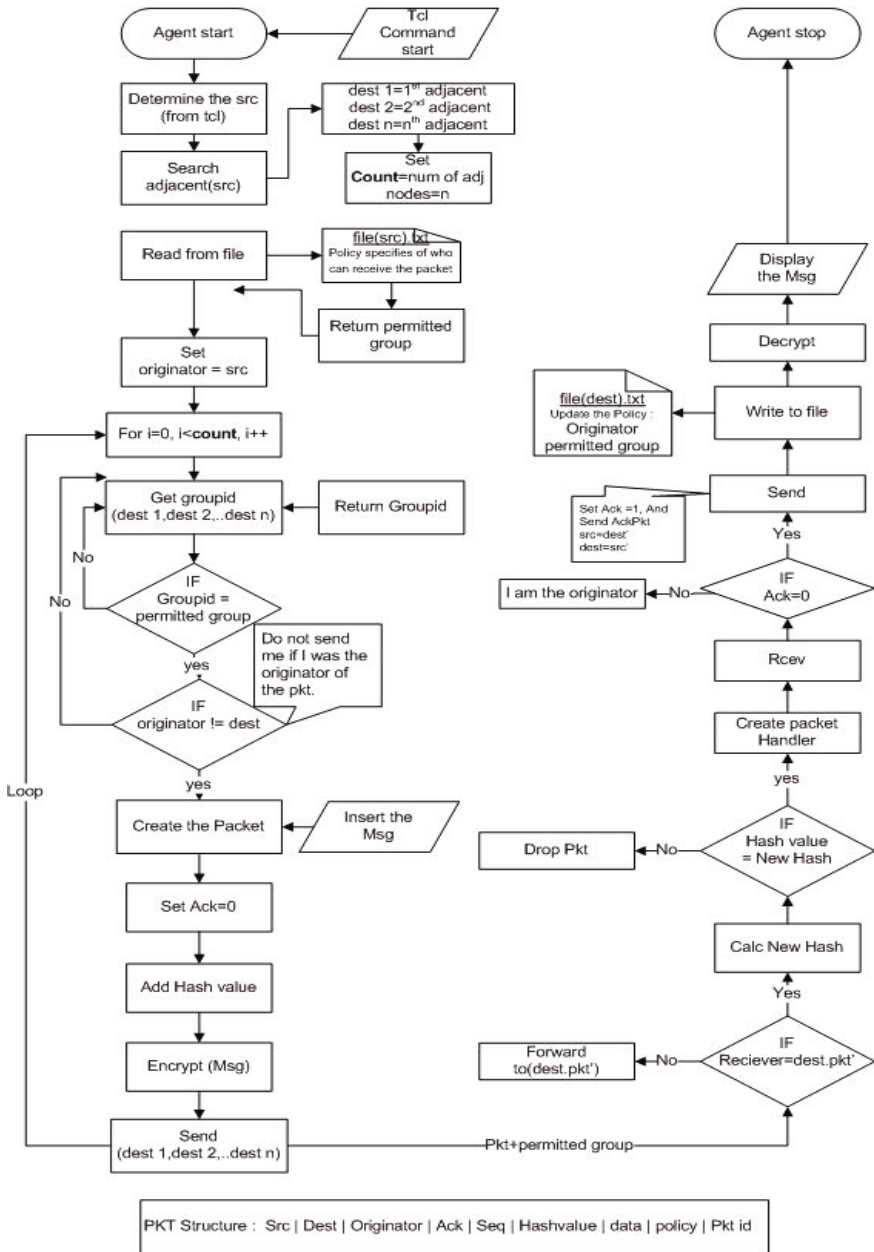 Agent start
Tcl
Command
start
Determine the src
(from tcl)
dest 1=1st adjacent
dest 2=2nd adjacent
dest n=nth adjacent
Search
adjacent(src)
Set
Count=num of adj
nodes=n
Read from file
file(src).txt
Policy specifies of who
can receive the packet
Return permitted
group
Set
originator = src
For i=0, i<count, i++
Get groupid
(dest 1,dest 2,..dest n)
Return Groupid
No
IF
Groupid =
permitted group
No
yes
Do not send
me if I was the
originator of
the pkt.
IF
originator != dest
yes
Loop
Create the Packet
Insert the
Msg
Set Ack=0
Add Hash value
Encrypt (Msg)
Send
(dest 1,dest 2,..dest n)
Pkt+permitted group
Agent stop
Display
the Msg
Decrypt
Write to file
file(dest).txt
Update the Policy :
Originator
permitted group
Send
Set Ack =1, And
Send AckPkt
src=dest'
dest=src'
Yes
IF
Ack=0
No
I am the originator
Rcev
Create packet
Handler
yes
IF
Hash value
= New Hash
No
Drop Pkt
Calc New Hash
Yes
IF
Reciever=dest.pkt'
No
Forward
to(dest.pkt')
PKT Structure : Src | Dest | Originator | Ack | Seq | Hashvalue | data | policy | Pkt id